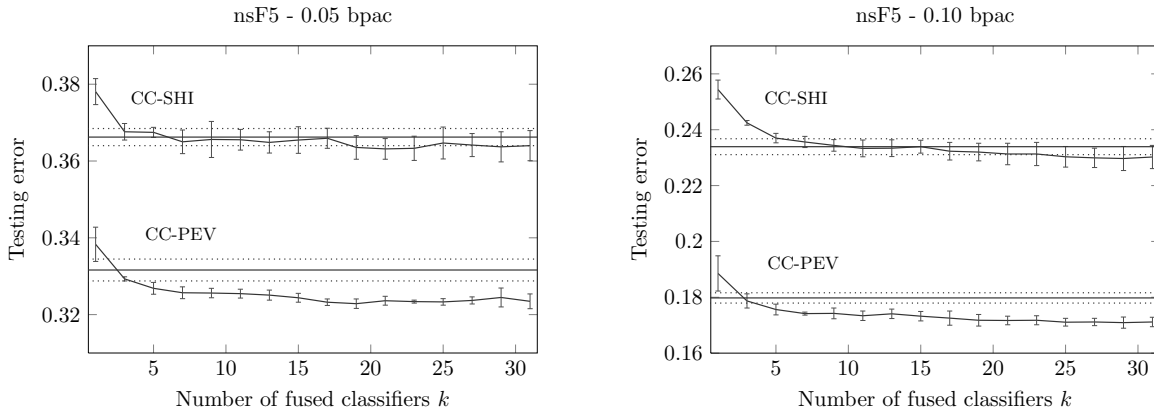 nsF5 - 0.05 bpac
Testing error
0.38
0.36
0.34
0.32
CC-SHI
CC-PEV
5 10 15 20 25 30
Number of fused classifiers k
nsF5 - 0.10 bpac
Testing error
0.26
0.24
0.22
0.2
0.18
0.16
CC-SHI
CC-PEV
5 10 15 20 25 30
Number of fused classifiers k